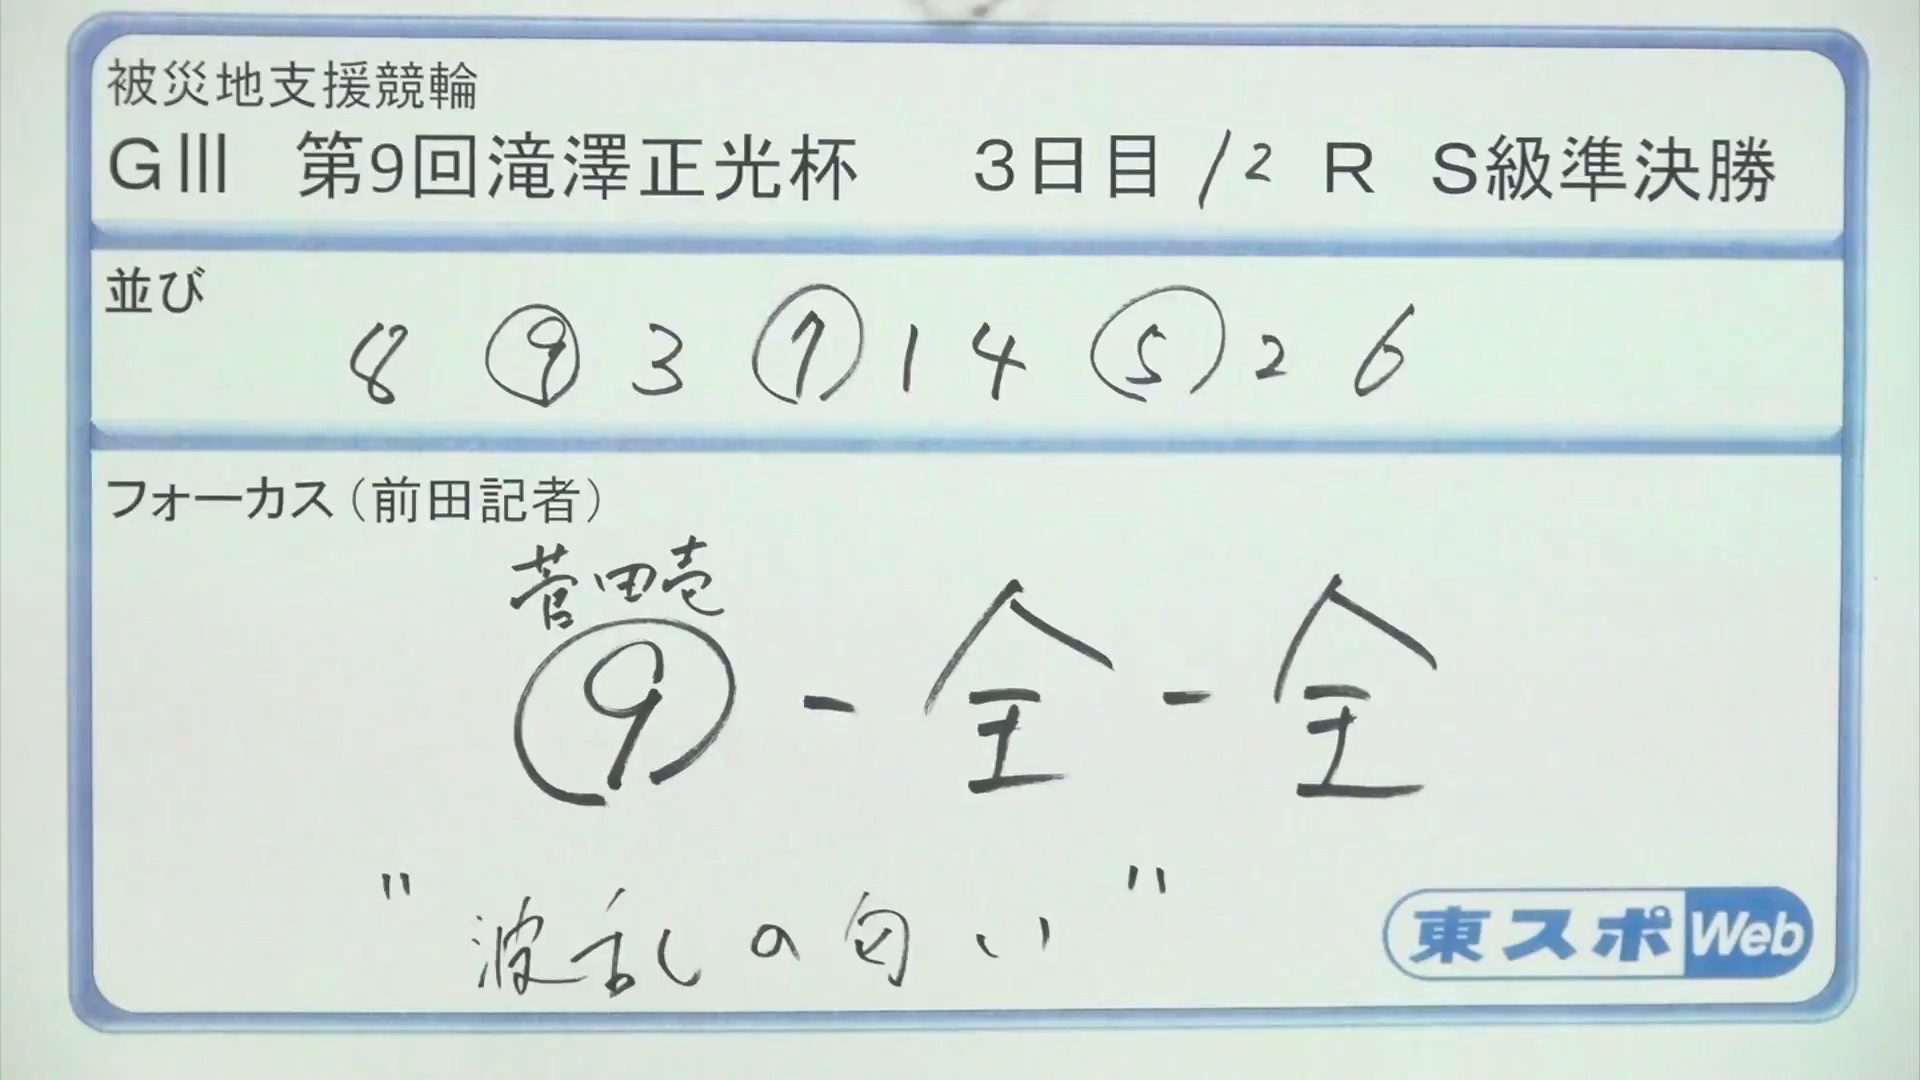 被災地支援競輪
GⅢ 第9回滝澤正光杯 3日目 12 R S級準決勝
並び
8 ⑨ 3 ⑦ 1 4 ⑤ 2 6
フォーカス(前田記者)
菅田壱
⑨ - 全 - 全
"波乱の匂い"
東スポWeb